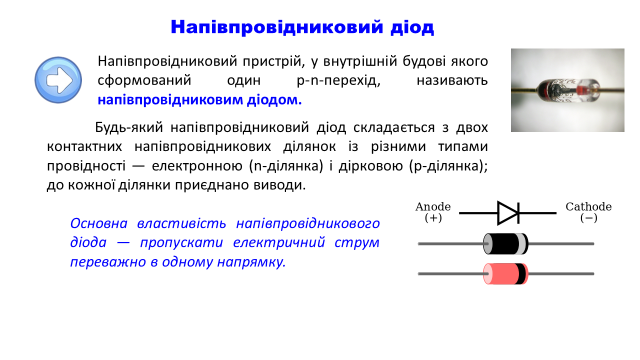 Напівпровідниковий діод
Напівпровідниковий пристрій, у внутрішній будові якого
сформований один p-n-перехід, називають
напівпровідниковим діодом.
Будь-який напівпровідниковий діод складається з двох
контактних напівпровідникових ділянок із різними типами
провідності — електронною (n-ділянка) і дірковою (p-ділянка);
до кожної ділянки приєднано виводи.
Основна властивість напівпровідникового
діода — пропускати електричний струм
переважно в одному напрямку.
Anode Cathode
(+) (−)